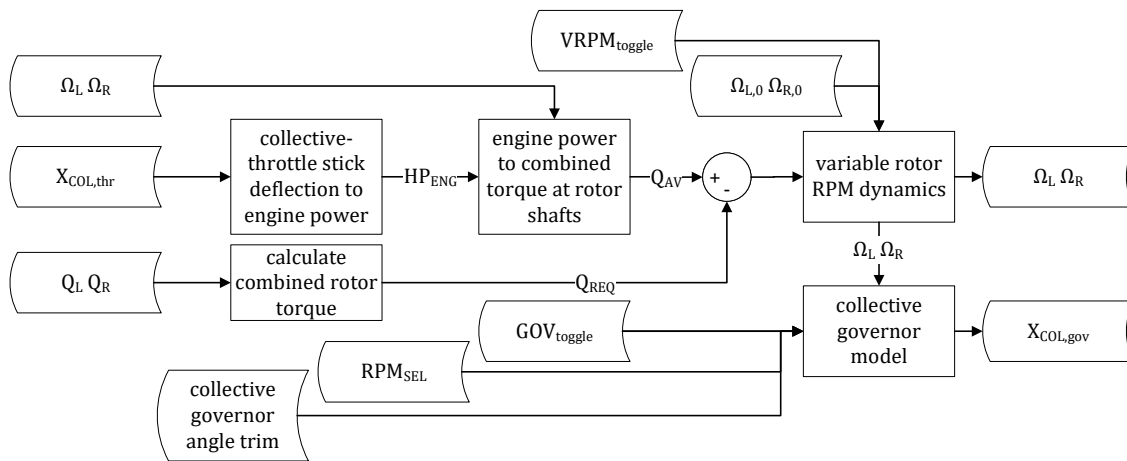 VRPM_toggle
Ω_L Ω_R
Ω_L,0 Ω_R,0
collective-
throttle stick
deflection to
engine power
engine power
to combined
torque at rotor
shafts
variable rotor
RPM dynamics
X_COL,thr
HP_ENG
Q_AV
+
-
Ω_L Ω_R
Q_L Q_R
calculate
combined rotor
torque
Q_REQ
Ω_L Ω_R
GOV_toggle
collective
governor
model
X_COL,gov
RPM_SEL
collective
governor
angle trim